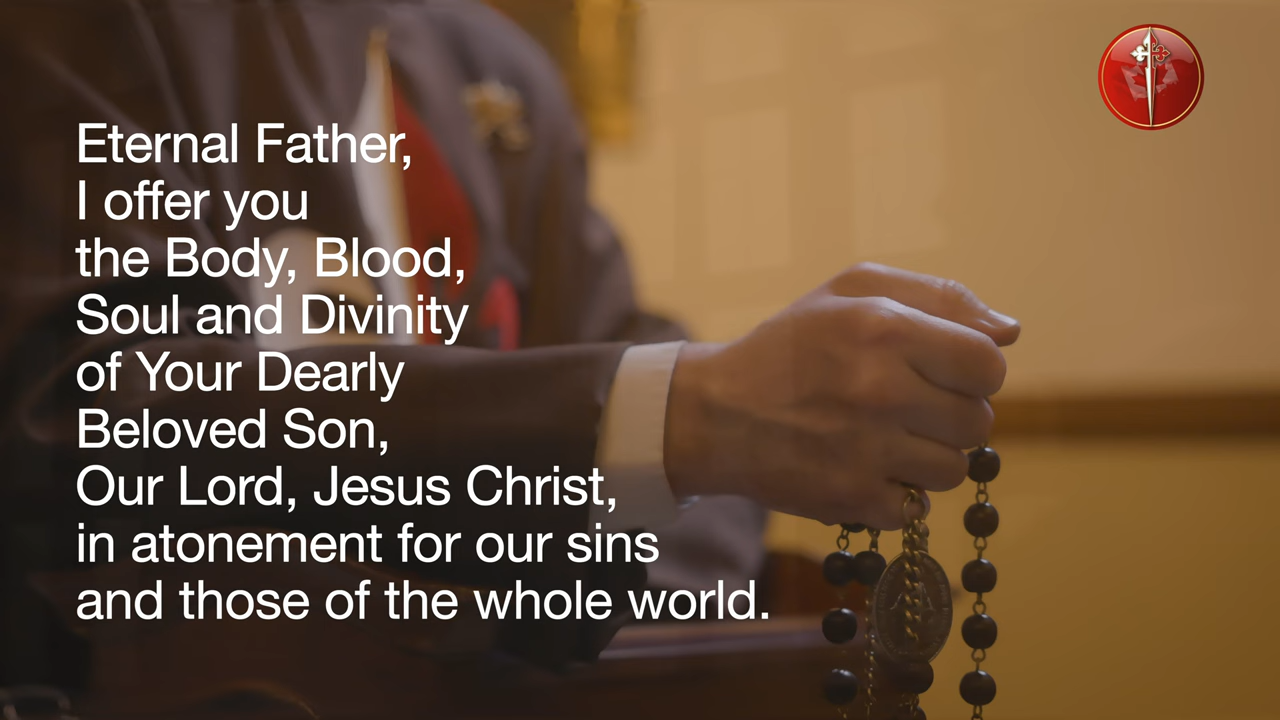 Eternal Father,
I offer you
the Body, Blood,
Soul and Divinity
of Your Dearly
Beloved Son,
Our Lord, Jesus Christ,
in atonement for our sins
and those of the whole world.